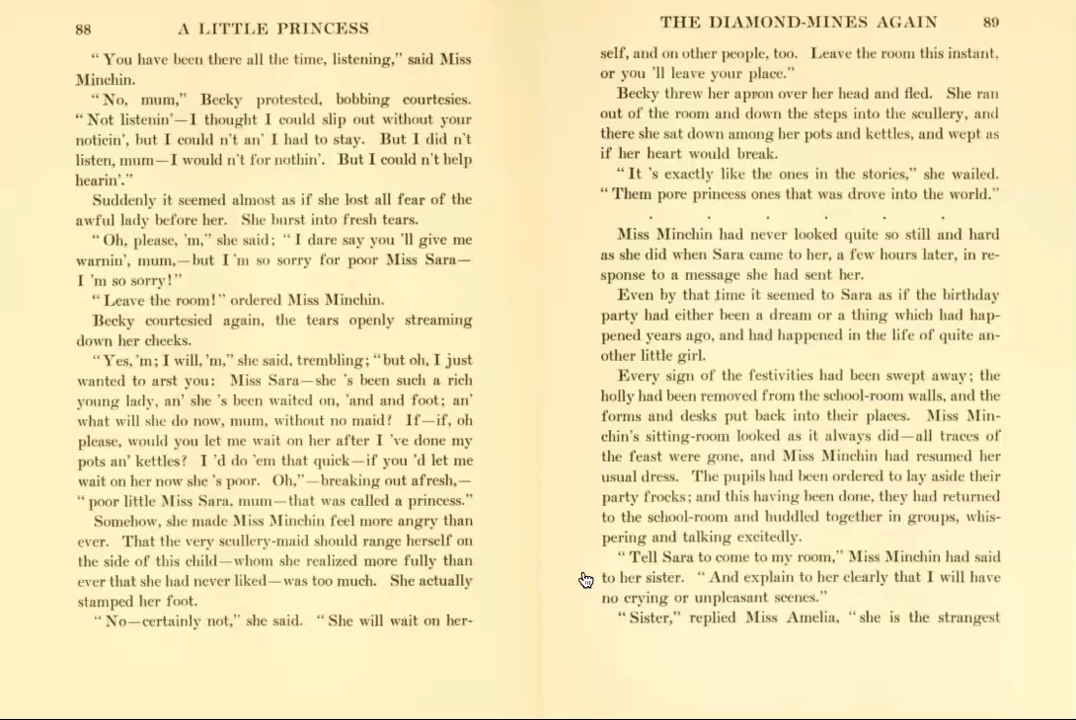 88 A LITTLE PRINCESS
“ You have been there all the time, listening,” said Miss
Minchin.
“ No, mum,” Becky protested, bobbing courtesies.
“ Not listenin’—I thought I could slip out without your
noticin’, but I could n’t an’ I had to stay. But I did n’t
listen, mum—I would n’t for nothin’. But I could n’t help
hearin’.”
Suddenly it seemed almost as if she lost all fear of the
awful lady before her. She burst into fresh tears.
“ Oh, please, ’m,” she said; “ I dare say you ’ll give me
warnin’, mum,—but I ’m so sorry for poor Miss Sara—
I ’m so sorry!”
“ Leave the room!” ordered Miss Minchin.
Becky courtesied again, the tears openly streaming
down her cheeks.
“ Yes, ’m; I will, ’m,” she said, trembling; “but oh, I just
wanted to arst you: Miss Sara—she ’s been such a rich
young lady, an’ she ’s been waited on, ’and and foot; an’
what will she do now, mum, without no maid? If—if, oh
please, would you let me wait on her after I ’ve done my
pots an’ kettles? I ’d do ’em that quick—if you ’d let me
wait on her now she ’s poor. Oh,”—breaking out afresh,—
“ poor little Miss Sara, mum—that was called a princess.”
Somehow, she made Miss Minchin feel more angry than
ever. That the very scullery-maid should range herself on
the side of this child—whom she realized more fully than
ever that she had never liked—was too much. She actually
stamped her foot.
“ No—certainly not,” she said. “ She will wait on her-
THE DIAMOND-MINES AGAIN 89
self, and on other people, too. Leave the room this instant,
or you ’ll leave your place.”
Becky threw her apron over her head and fled. She ran
out of the room and down the steps into the scullery, and
there she sat down among her pots and kettles, and wept as
if her heart would break.
“ It ’s exactly like the ones in the stories,” she wailed.
“ Them pore princess ones that was drove into the world.”
. . . . . .
Miss Minchin had never looked quite so still and hard
as she did when Sara came to her, a few hours later, in re-
sponse to a message she had sent her.
Even by that time it seemed to Sara as if the birthday
party had either been a dream or a thing which had hap-
pened years ago, and had happened in the life of quite an-
other little girl.
Every sign of the festivities had been swept away; the
holly had been removed from the school-room walls, and the
forms and desks put back into their places. Miss Min-
chin’s sitting-room looked as it always did—all traces of
the feast were gone, and Miss Minchin had resumed her
usual dress. The pupils had been ordered to lay aside their
party frocks; and this having been done, they had returned
to the school-room and huddled together in groups, whis-
pering and talking excitedly.
“ Tell Sara to come to my room,” Miss Minchin had said
to her sister. “ And explain to her clearly that I will have
no crying or unpleasant scenes.”
“ Sister,” replied Miss Amelia, “ she is the strangest